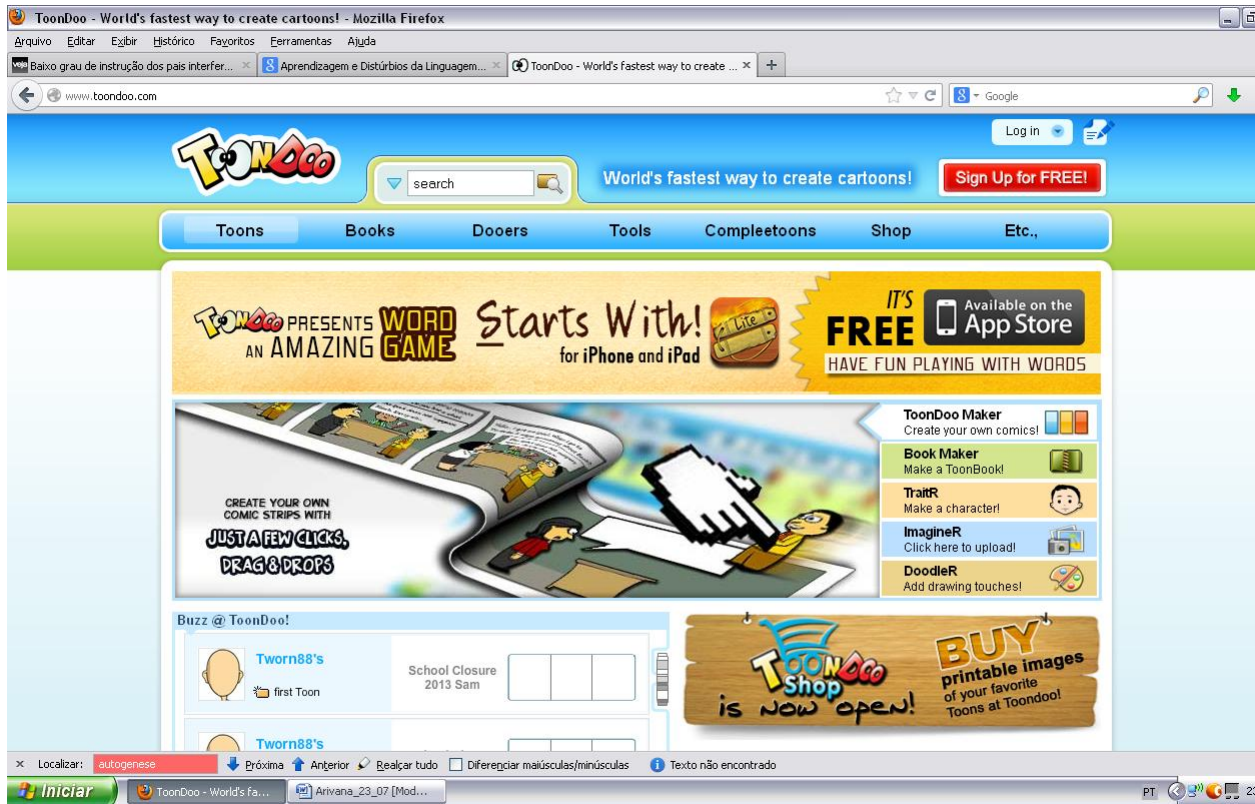 ToonDoo - World's fastest way to create cartoons! - Mozilla Firefox
Arquivo Editar Exibir Histórico Favoritos Ferramentas Ajuda
veja Baixo grau de instrução dos pais interfer... × 8 Aprendizagem e Distúrbios da Linguagem... × ToonDoo - World's fastest way to create ... × +
www.toondoo.com 8 Google
Log in
TOONDOO
search
World's fastest way to create cartoons!
Sign Up for FREE!
Toons Books Dooers Tools Compleetoons Shop Etc.,
TOONDOO PRESENTS
AN AMAZING
WORD
GAME
Starts With!
for iPhone and iPad
Lite
IT'S
FREE
Available on the
App Store
HAVE FUN PLAYING WITH WORDS
CREATE YOUR OWN
COMIC STRIPS WITH
JUST A FEW CLICKS,
DRAG & DROPS
ToonDoo Maker
Create your own comics!
Book Maker
Make a ToonBook!
TraitR
Make a character!
ImagineR
Click here to upload!
DoodleR
Add drawing touches!
Buzz @ ToonDoo!
Tworn88's
first Toon
School Closure
2013 Sam
Tworn88's
TOONDOO
Shop
is now open!
BUY
printable images
of your favorite
Toons at Toondoo!
× Localizar: autogenese Próxima Anterior Realçar tudo Diferenciar maiúsculas/minúsculas Texto não encontrado
Iniciar ToonDoo - World's fa... Arivana_23_07 [Mod... PT